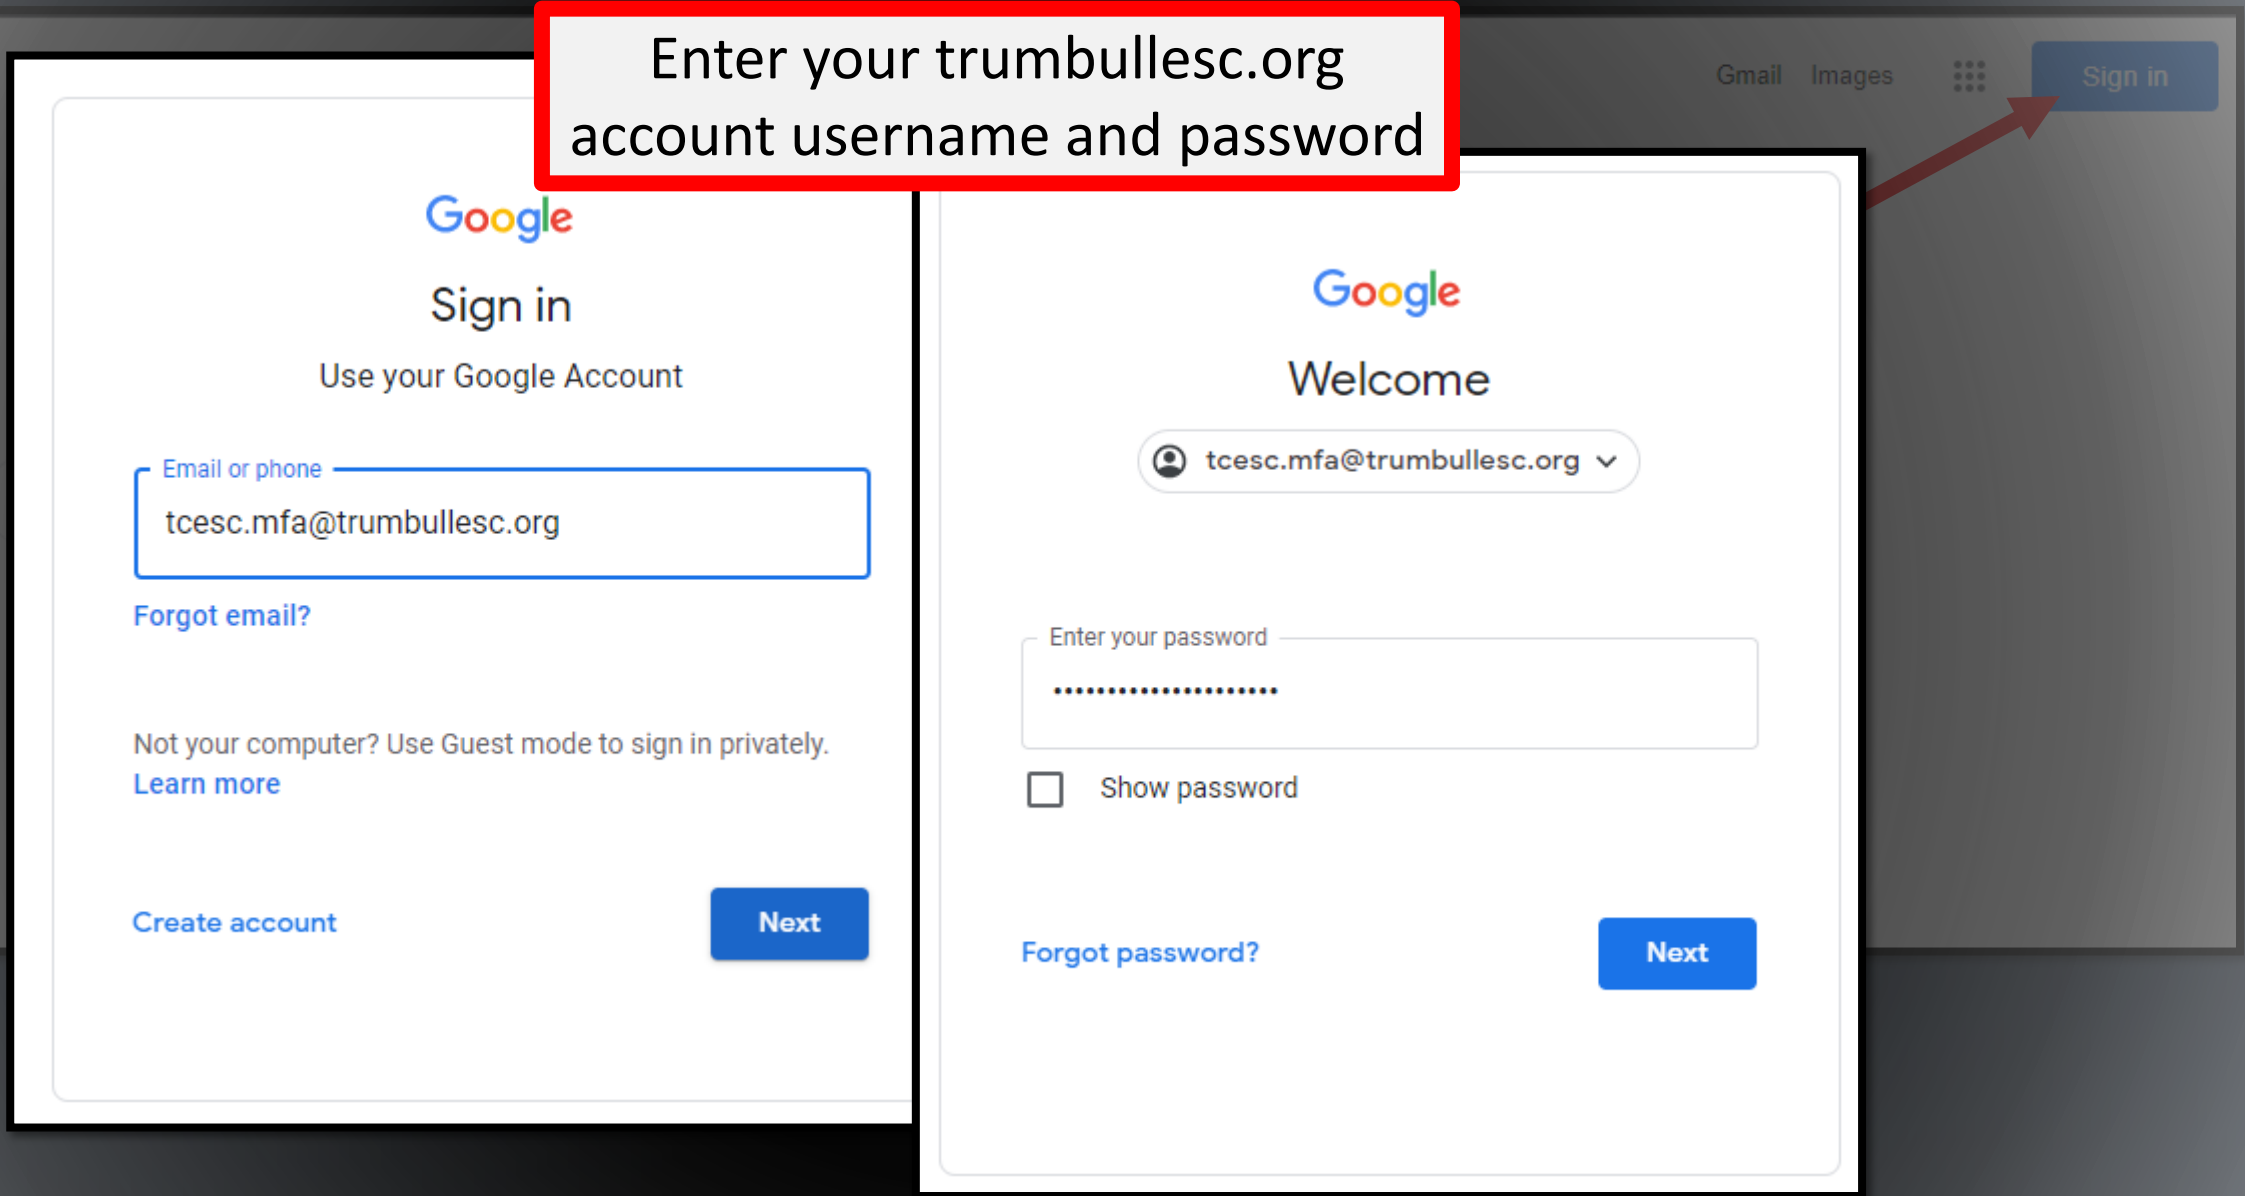 Enter your trumbullesc.org
account username and password
Gmail Images Sign in
Google
Sign in
Use your Google Account
Email or phone
tcesc.mfa@trumbullesc.org
Forgot email?
Not your computer? Use Guest mode to sign in privately.
Learn more
Create account Next
Google
Welcome
tcesc.mfa@trumbullesc.org
Enter your password
••••••••••••••••••••••
Show password
Forgot password? Next